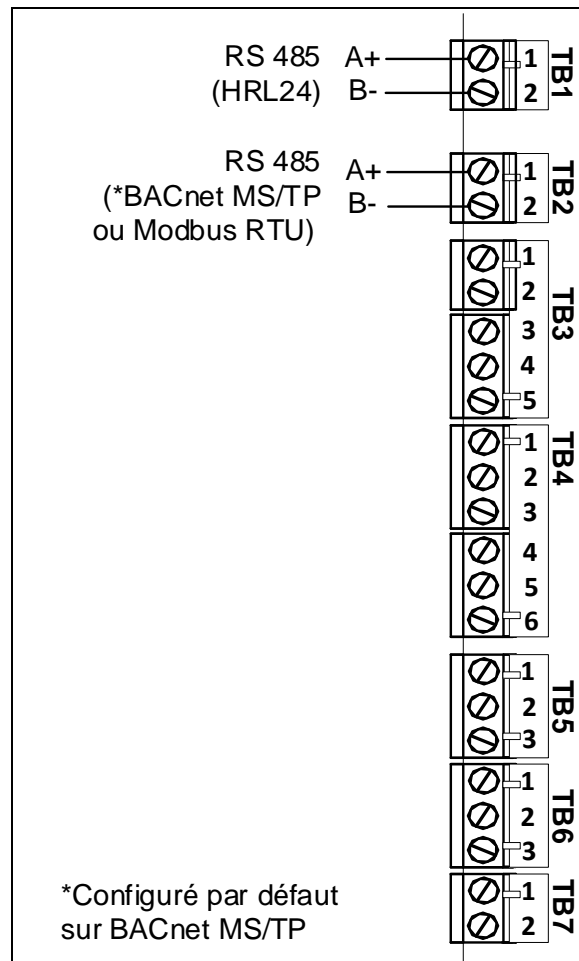 RS 485 A+ 1 TB1
(HRL24) B- 2
RS 485 A+ 1 TB2
(*BACnet MS/TP B- 2
ou Modbus RTU)
1 TB3
2
3
4
5
1 TB4
2
3
4
5
6
1 TB5
2
3
1 TB6
2
3
*Configuré par défaut 1 TB7
sur BACnet MS/TP 2